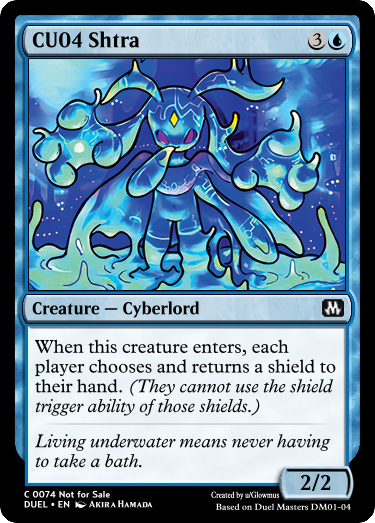 CU04 Shtra 3
Creature — Cyberlord
When this creature enters, each
player chooses and returns a shield to
their hand. (They cannot use the shield
trigger ability of those shields.)
Living underwater means never having
to take a bath.
2/2
C 0074 Not for Sale
DUEL • EN Akira Hamada
Created by u/Glowmus
Based on Duel Masters DM01-04